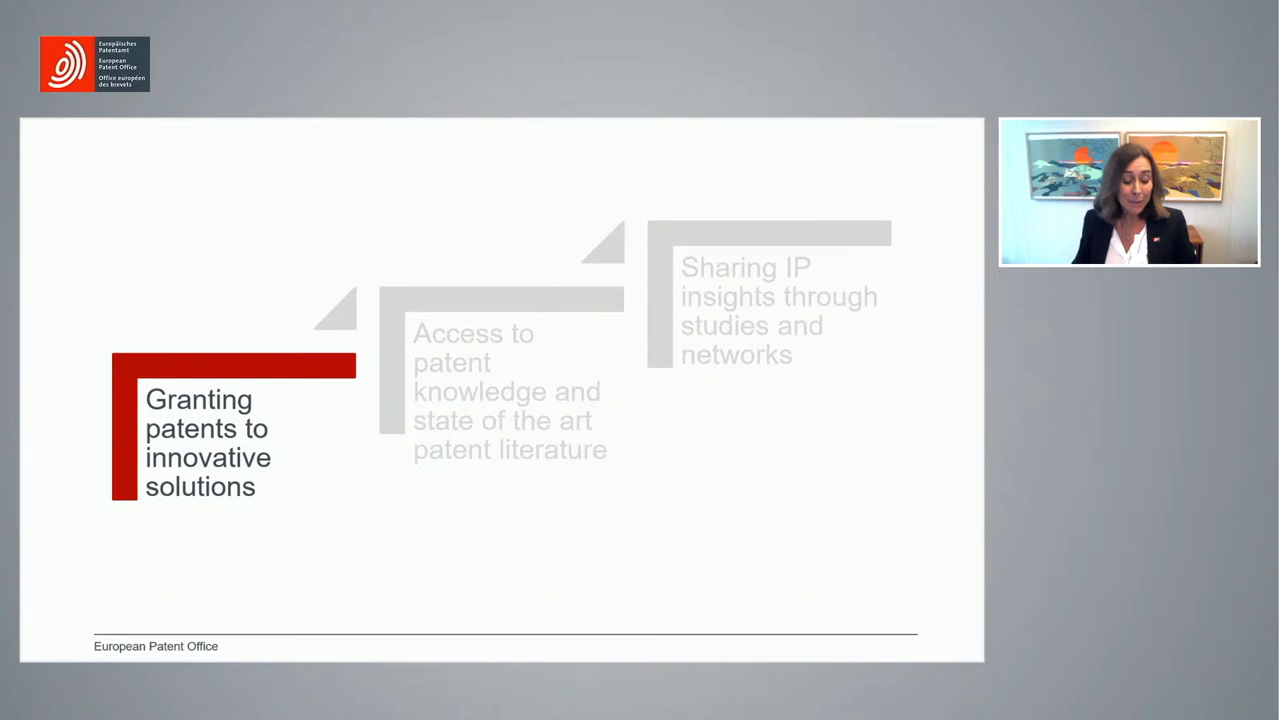 Europäisches
Patentamt
European
Patent Office
Office européen
des brevets
Granting
patents to
innovative
solutions
Access to
patent
knowledge and
state of the art
patent literature
Sharing IP
insights through
studies and
networks
European Patent Office